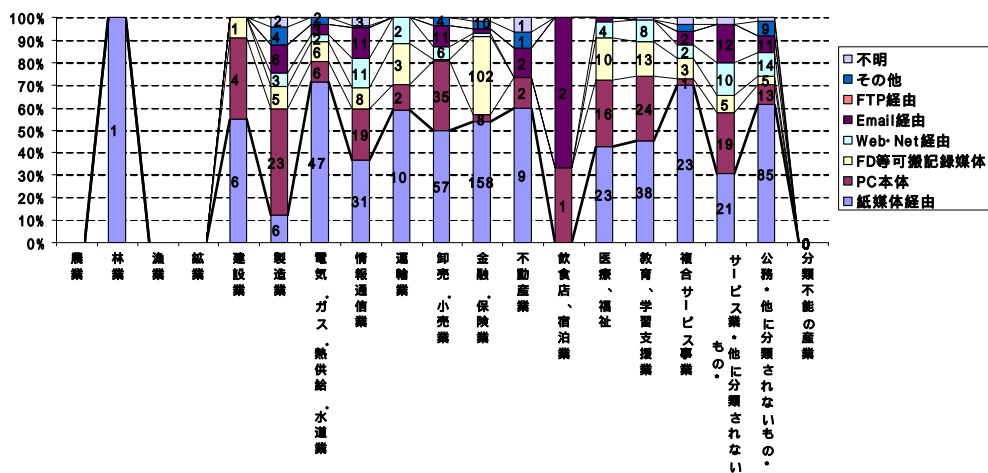 100%
90%
80%
70%
60%
50%
40%
30%
20%
10%
0%
1
6
4
1
6
23
5
3
6
4
2
47
6
6
2
3
2
31
19
8
11
11
3
10
2
3
2
57
35
6
11
4
158
8
102
10
9
2
2
1
1
1
2
23
16
10
4
38
24
13
8
23
1
3
2
2
21
19
5
10
12
85
13
5
14
11
9
0
農業
林業
漁業
鉱業
建設業
製造業
電気、ガス、熱供給、水道業
情報通信業
運輸業
卸売、小売業
金融、保険業
不動産業
飲食店、宿泊業
医療、福祉
教育、学習支援業
複合サービス事業
サービス業*他に分類されない
もの*
公務*他に分類されないもの*
分類不能の産業
不明
その他
FTP経由
Email経由
Web・Net経由
FD等可搬記録媒体
PC本体
紙媒体経由